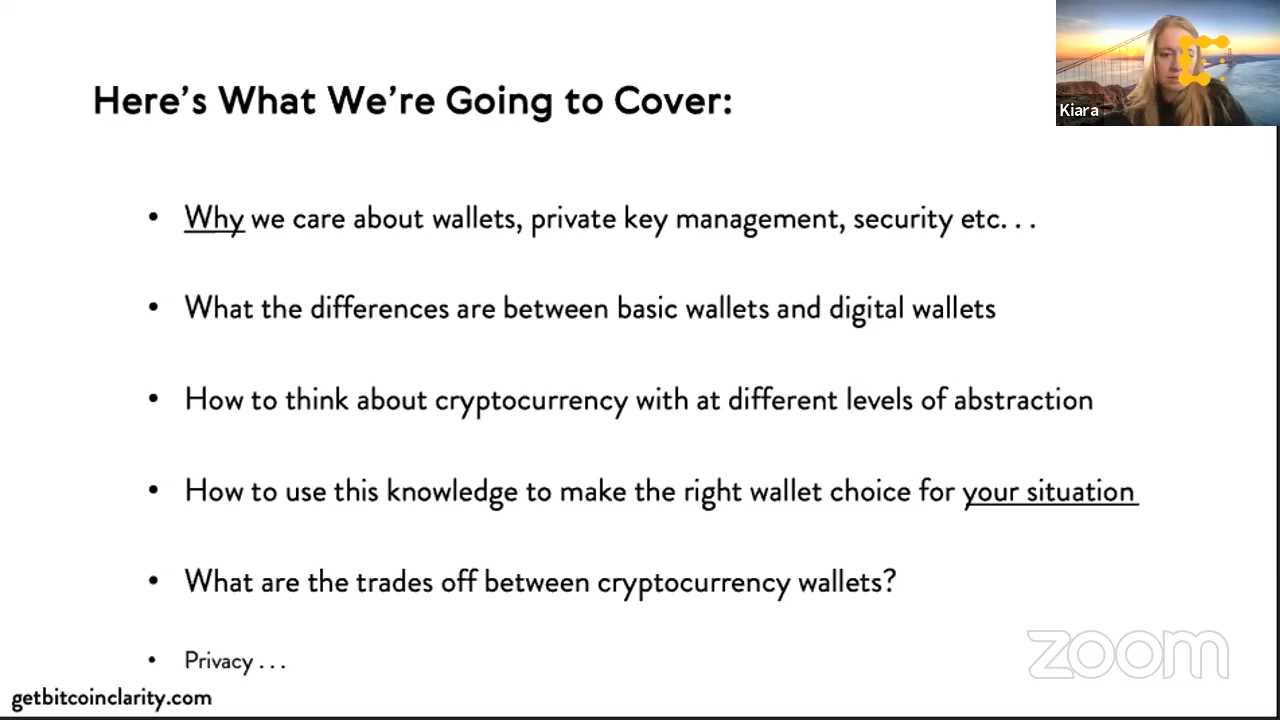 Here's What We're Going to Cover:
Kiara
• Why we care about wallets, private key management, security etc. . .
• What the differences are between basic wallets and digital wallets
• How to think about cryptocurrency with at different levels of abstraction
• How to use this knowledge to make the right wallet choice for your situation
• What are the trades off between cryptocurrency wallets?
• Privacy . . .
zoom
getbitcoinclarity.com